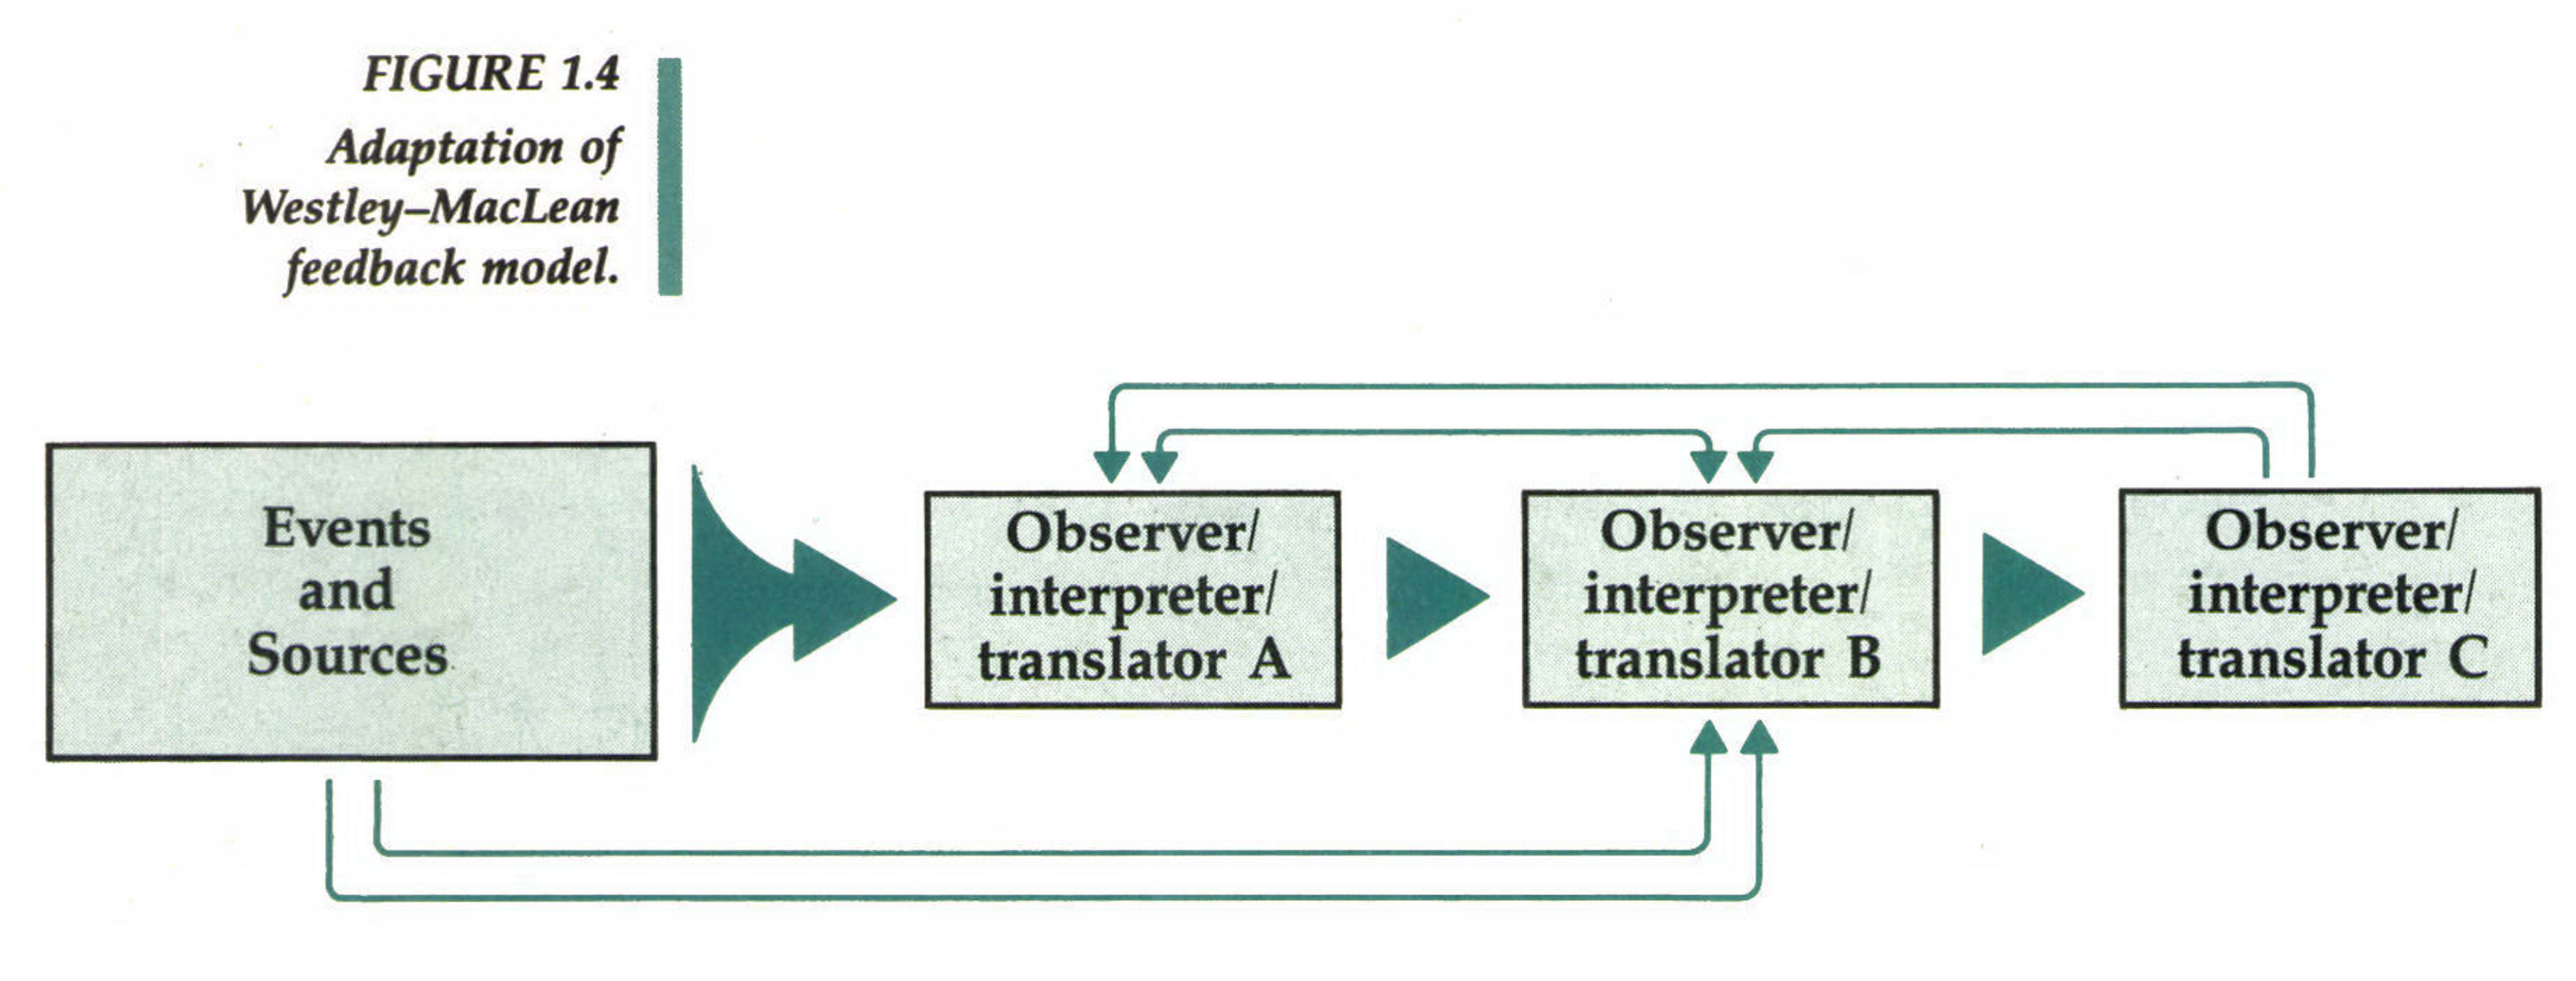 FIGURE 1.4
Adaptation of
Westley–MacLean
feedback model.
Events
and
Sources
Observer/
interpreter/
translator A
Observer/
interpreter/
translator B
Observer/
interpreter/
translator C